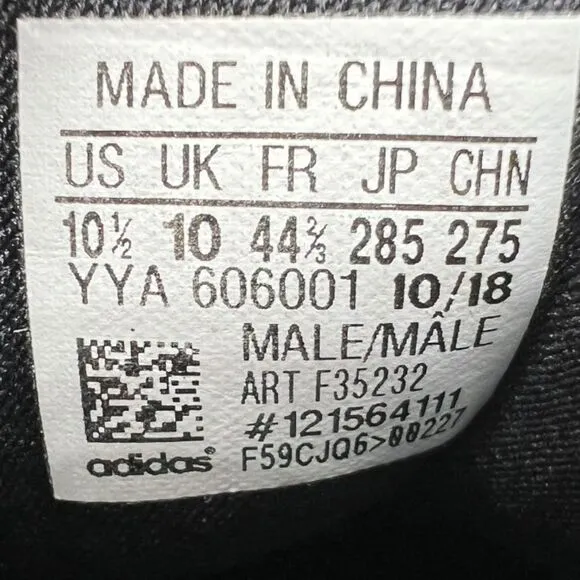 MADE IN CHINA
US UK FR JP CHN
10½ 10 44⅔ 285 275
YYA 606001 10/18
MALE/MÂLE
ART F35232
#121564111
F59CJQ6>00227
adidas®